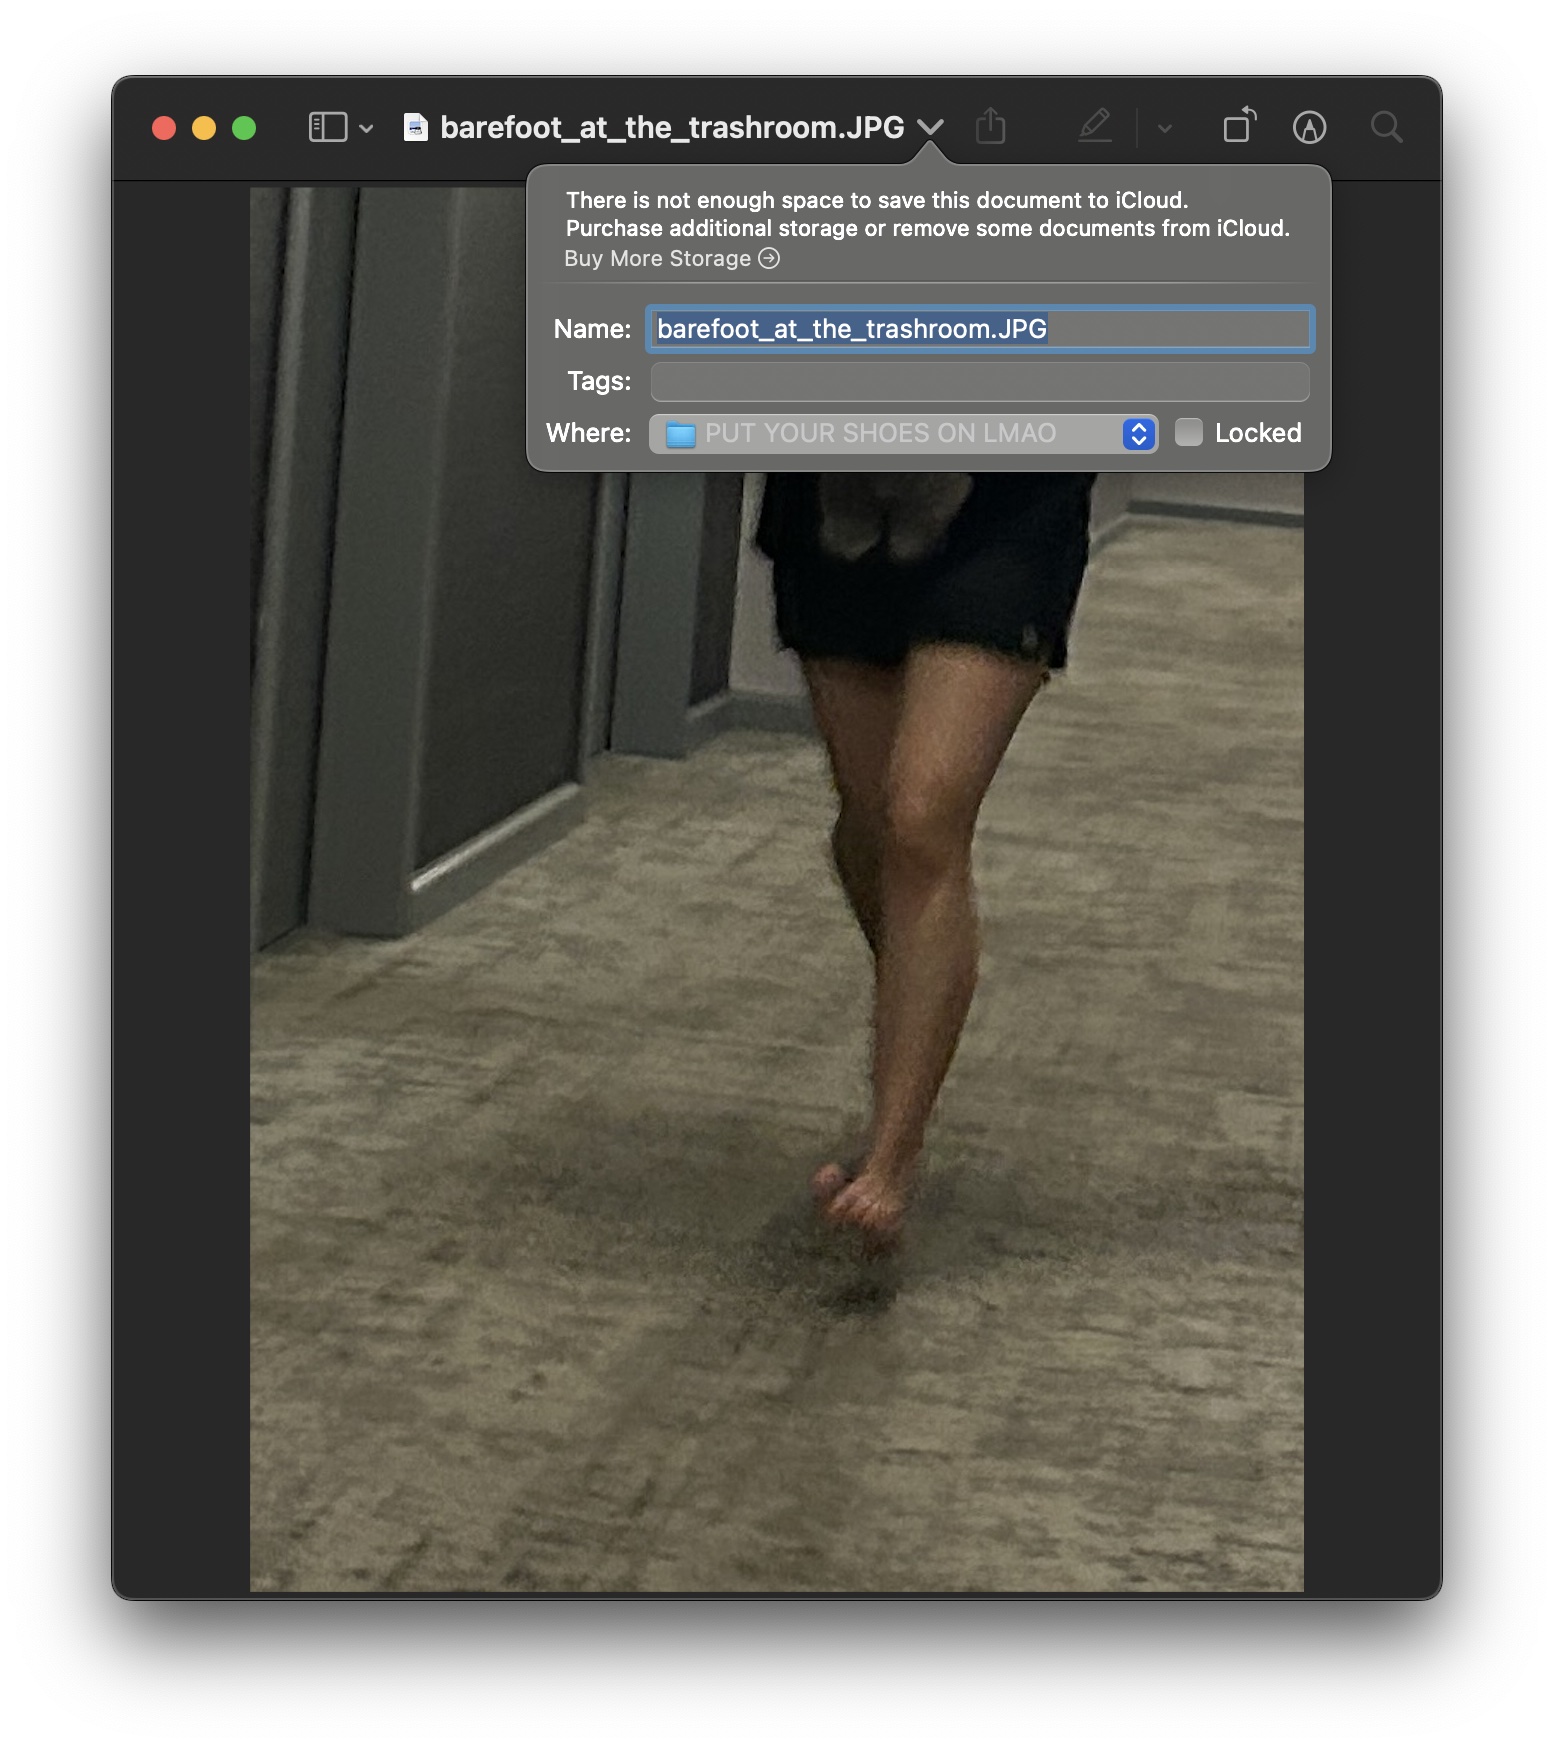 barefoot_at_the_trashroom.JPG
There is not enough space to save this document to iCloud.
Purchase additional storage or remove some documents from iCloud.
Buy More Storage
Name: barefoot_at_the_trashroom.JPG
Tags:
Where: PUT YOUR SHOES ON LMAO Locked